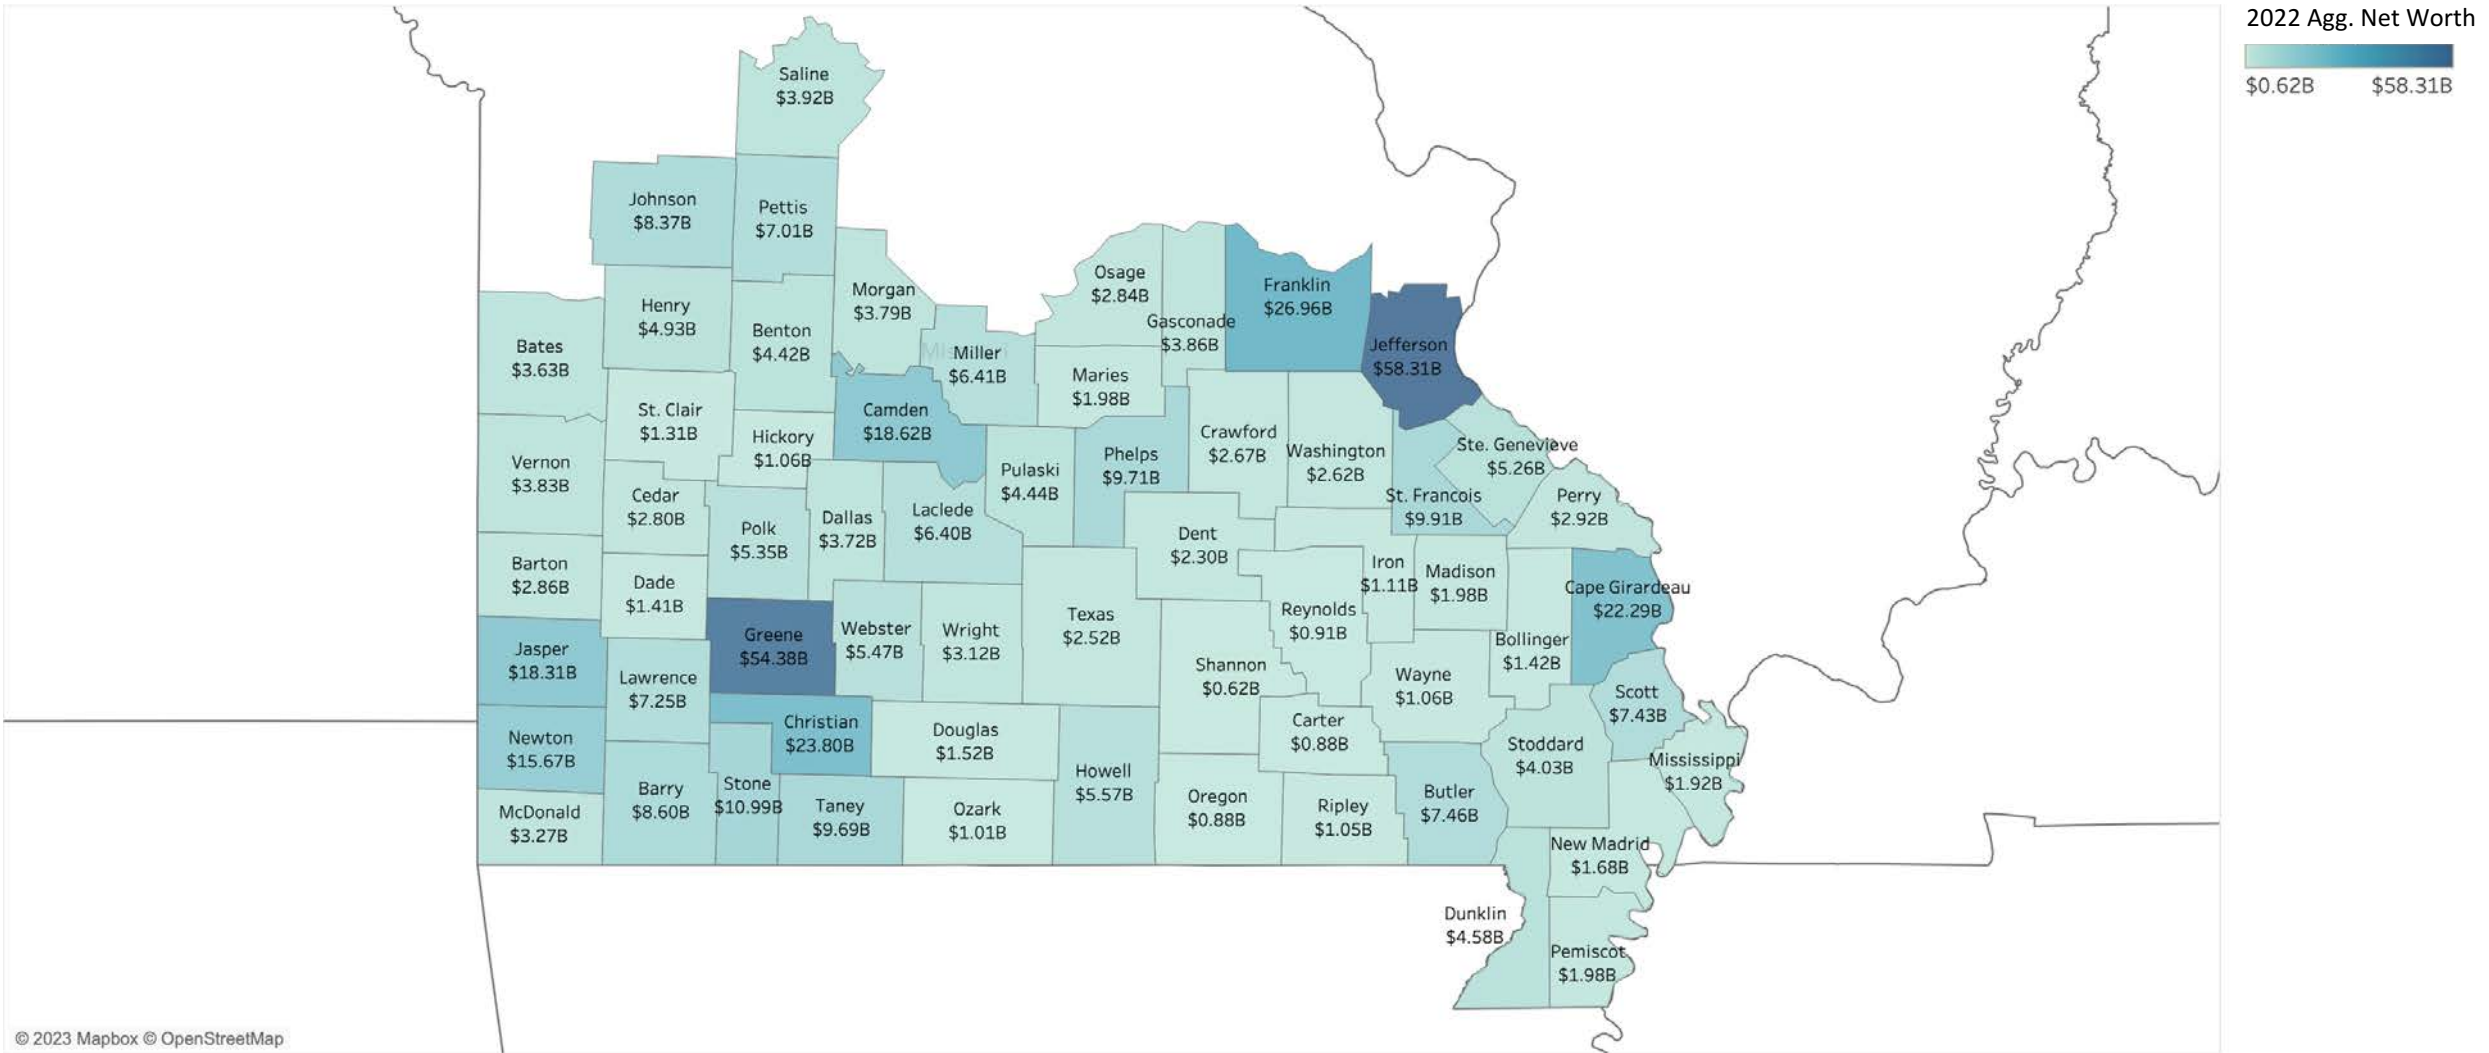 2022 Agg. Net Worth
$0.62B $58.31B
Saline
$3.92B
Johnson
$8.37B
Pettis
$7.01B
Morgan
$3.79B
Osage
$2.84B
Gasconade
$3.86B
Franklin
$26.96B
Jefferson
$58.31B
Bates
$3.63B
Henry
$4.93B
Benton
$4.42B
Miller
$6.41B
Maries
$1.98B
St. Clair
$1.31B
Hickory
$1.06B
Camden
$18.62B
Vernon
$3.83B
Cedar
$2.80B
Polk
$5.35B
Dallas
$3.72B
Laclede
$6.40B
Pulaski
$4.44B
Phelps
$9.71B
Crawford
$2.67B
Washington
$2.62B
Ste. Genevieve
$5.26B
St. Francois
$9.91B
Perry
$2.92B
Barton
$2.86B
Dade
$1.41B
Dent
$2.30B
Iron
$1.11B
Madison
$1.98B
Cape Girardeau
$22.29B
Jasper
$18.31B
Greene
$54.38B
Webster
$5.47B
Wright
$3.12B
Texas
$2.52B
Reynolds
$0.91B
Bollinger
$1.42B
Lawrence
$7.25B
Shannon
$0.62B
Wayne
$1.06B
Scott
$7.43B
Newton
$15.67B
Christian
$23.80B
Douglas
$1.52B
Carter
$0.88B
Stoddard
$4.03B
Mississippi
$1.92B
McDonald
$3.27B
Barry
$8.60B
Stone
$10.99B
Taney
$9.69B
Ozark
$1.01B
Howell
$5.57B
Oregon
$0.88B
Ripley
$1.05B
Butler
$7.46B
New Madrid
$1.68B
Dunklin
$4.58B
Pemiscot
$1.98B
© 2023 Mapbox © OpenStreetMap